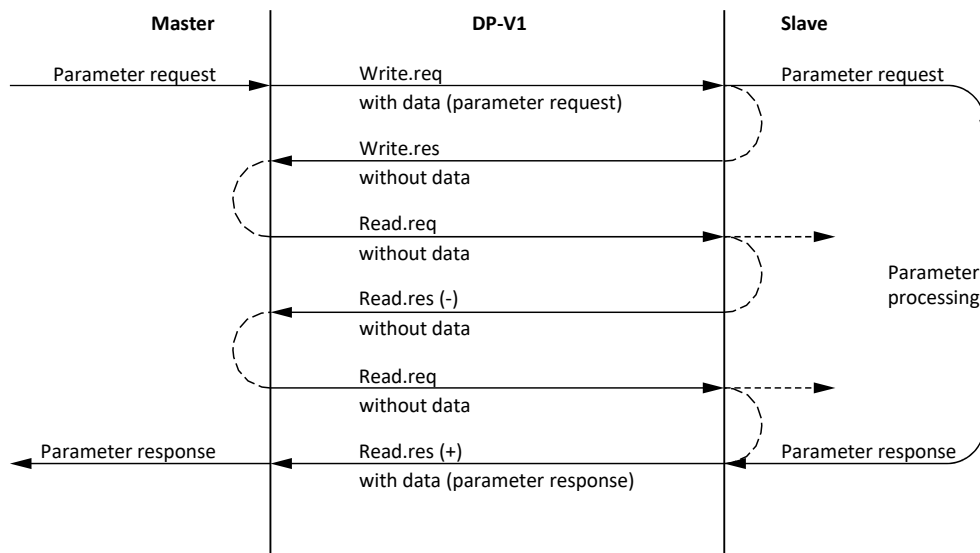 Master DP-V1 Slave
Parameter request Write.req Parameter request
with data (parameter request)
Write.res
without data
Read.req
without data
Parameter
processing
Read.res (-)
without data
Read.req
without data
Parameter response Read.res (+) Parameter response
with data (parameter response)